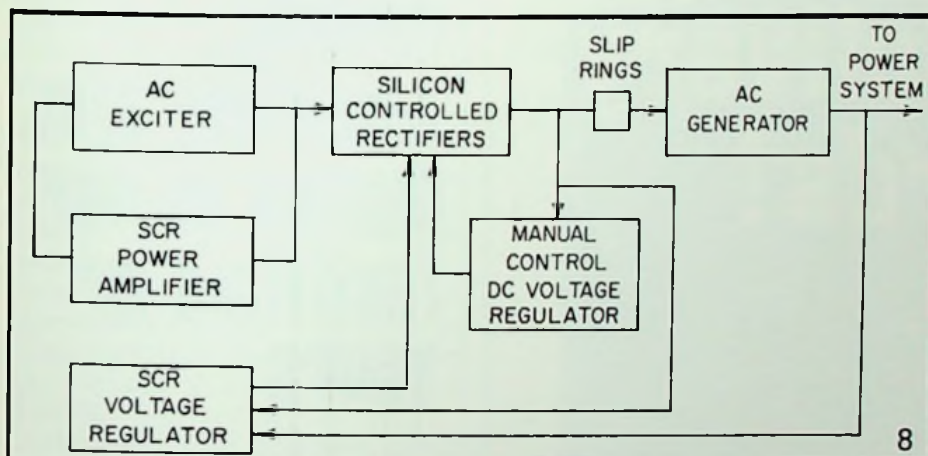 AC
EXCITER
SILICON
CONTROLLED
RECTIFIERS
SLIP
RINGS
AC
GENERATOR
TO
POWER
SYSTEM
SCR
POWER
AMPLIFIER
MANUAL
CONTROL
DC VOLTAGE
REGULATOR
SCR
VOLTAGE
REGULATOR
8